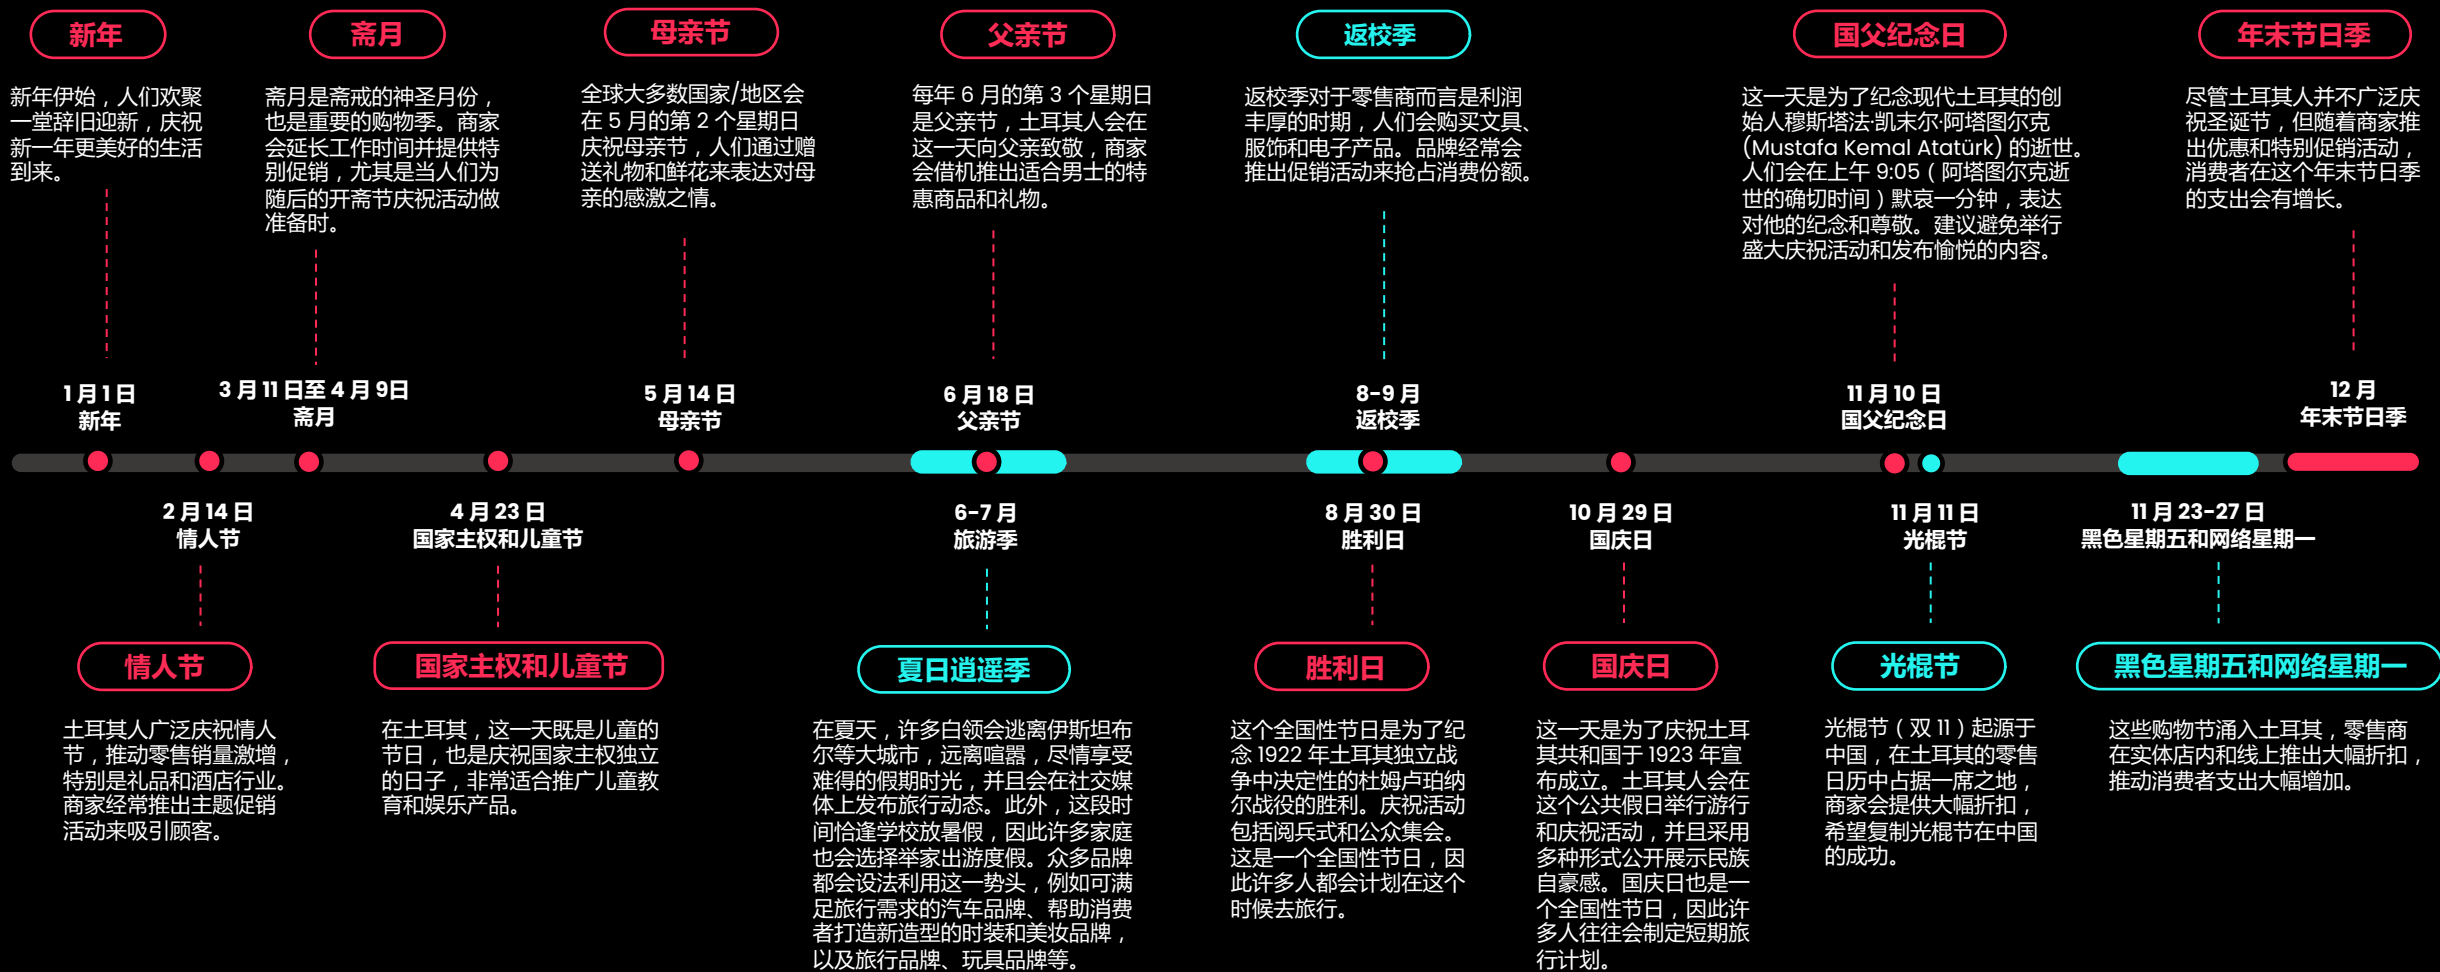 新年
斋月
母亲节
父亲节
返校季
国父纪念日
年末节日季
新年伊始，人们欢聚
一堂辞旧迎新，庆祝
新一年更美好的生活
到来。
斋月是斋戒的神圣月份，
也是重要的购物季。商家
会延长工作时间并提供特
别促销，尤其是当人们为
随后的开斋节庆祝活动做
准备时。
全球大多数国家/地区会
在 5 月的第 2 个星期日
庆祝母亲节，人们通过赠
送礼物和鲜花来表达对母
亲的感激之情。
每年 6 月的第 3 个星期日
是父亲节，土耳其人会在
这一天向父亲致敬，商家
会借机推出适合男士的特
惠商品和礼物。
返校季对于零售商而言是利润
丰厚的时期，人们会购买文具、
服饰和电子产品。品牌经常会
推出促销活动来抢占消费份额。
这一天是为了纪念现代土耳其的创
始人穆斯塔法·凯末尔·阿塔图尔克
(Mustafa Kemal Atatürk) 的逝世。
人们会在上午 9:05（阿塔图尔克逝
世的确切时间）默哀一分钟，表达
对他的纪念和尊敬。建议避免举行
盛大庆祝活动和发布愉悦的内容。
尽管土耳其人并不广泛庆
祝圣诞节，但随着商家推
出优惠和特别促销活动，
消费者在这个年末节日季
的支出会有增长。
1 月 1 日
新年
3 月 11 日至 4 月 9日
斋月
5 月 14 日
母亲节
6 月 18 日
父亲节
8-9 月
返校季
11 月 10 日
国父纪念日
12 月
年末节日季
2 月 14 日
情人节
4 月 23 日
国家主权和儿童节
6-7 月
旅游季
8 月 30 日
胜利日
10 月 29 日
国庆日
11 月 11 日
光棍节
11 月 23-27 日
黑色星期五和网络星期一
情人节
国家主权和儿童节
夏日逍遥季
胜利日
国庆日
光棍节
黑色星期五和网络星期一
土耳其人广泛庆祝情人
节，推动零售销量激增，
特别是礼品和酒店行业。
商家经常推出主题促销
活动来吸引顾客。
在土耳其，这一天既是儿童的
节日，也是庆祝国家主权独立
的日子，非常适合推广儿童教
育和娱乐产品。
在夏天，许多白领会逃离伊斯坦布
尔等大城市，远离喧嚣，尽情享受
难得的假期时光，并且会在社交媒
体上发布旅行动态。此外，这段时
间恰逢学校放暑假，因此许多家庭
也会选择举家出游度假。众多品牌
都会设法利用这一势头，例如可满
足旅行需求的汽车品牌、帮助消费
者打造新造型的时装和美妆品牌，
以及旅行品牌、玩具品牌等。
这个全国性节日是为了纪
念 1922 年土耳其独立战
争中决定性的杜姆卢珀纳
尔战役的胜利。庆祝活动
包括阅兵式和公众集会。
这是一个全国性节日，因
此许多人都会计划在这个
时候去旅行。
这一天是为了庆祝土耳
其共和国于 1923 年宣
布成立。土耳其人会在
这个公共假日举行游行
和庆祝活动，并且采用
多种形式公开展示民族
自豪感。国庆日也是一
个全国性节日，因此许
多人往往会制定短期旅
行计划。
光棍节（双 11）起源于
中国，在土耳其的零售
日历中占据一席之地，
商家会提供大幅折扣，
希望复制光棍节在中国
的成功。
这些购物节涌入土耳其，零售商
在实体店内和线上推出大幅折扣，
推动消费者支出大幅增加。